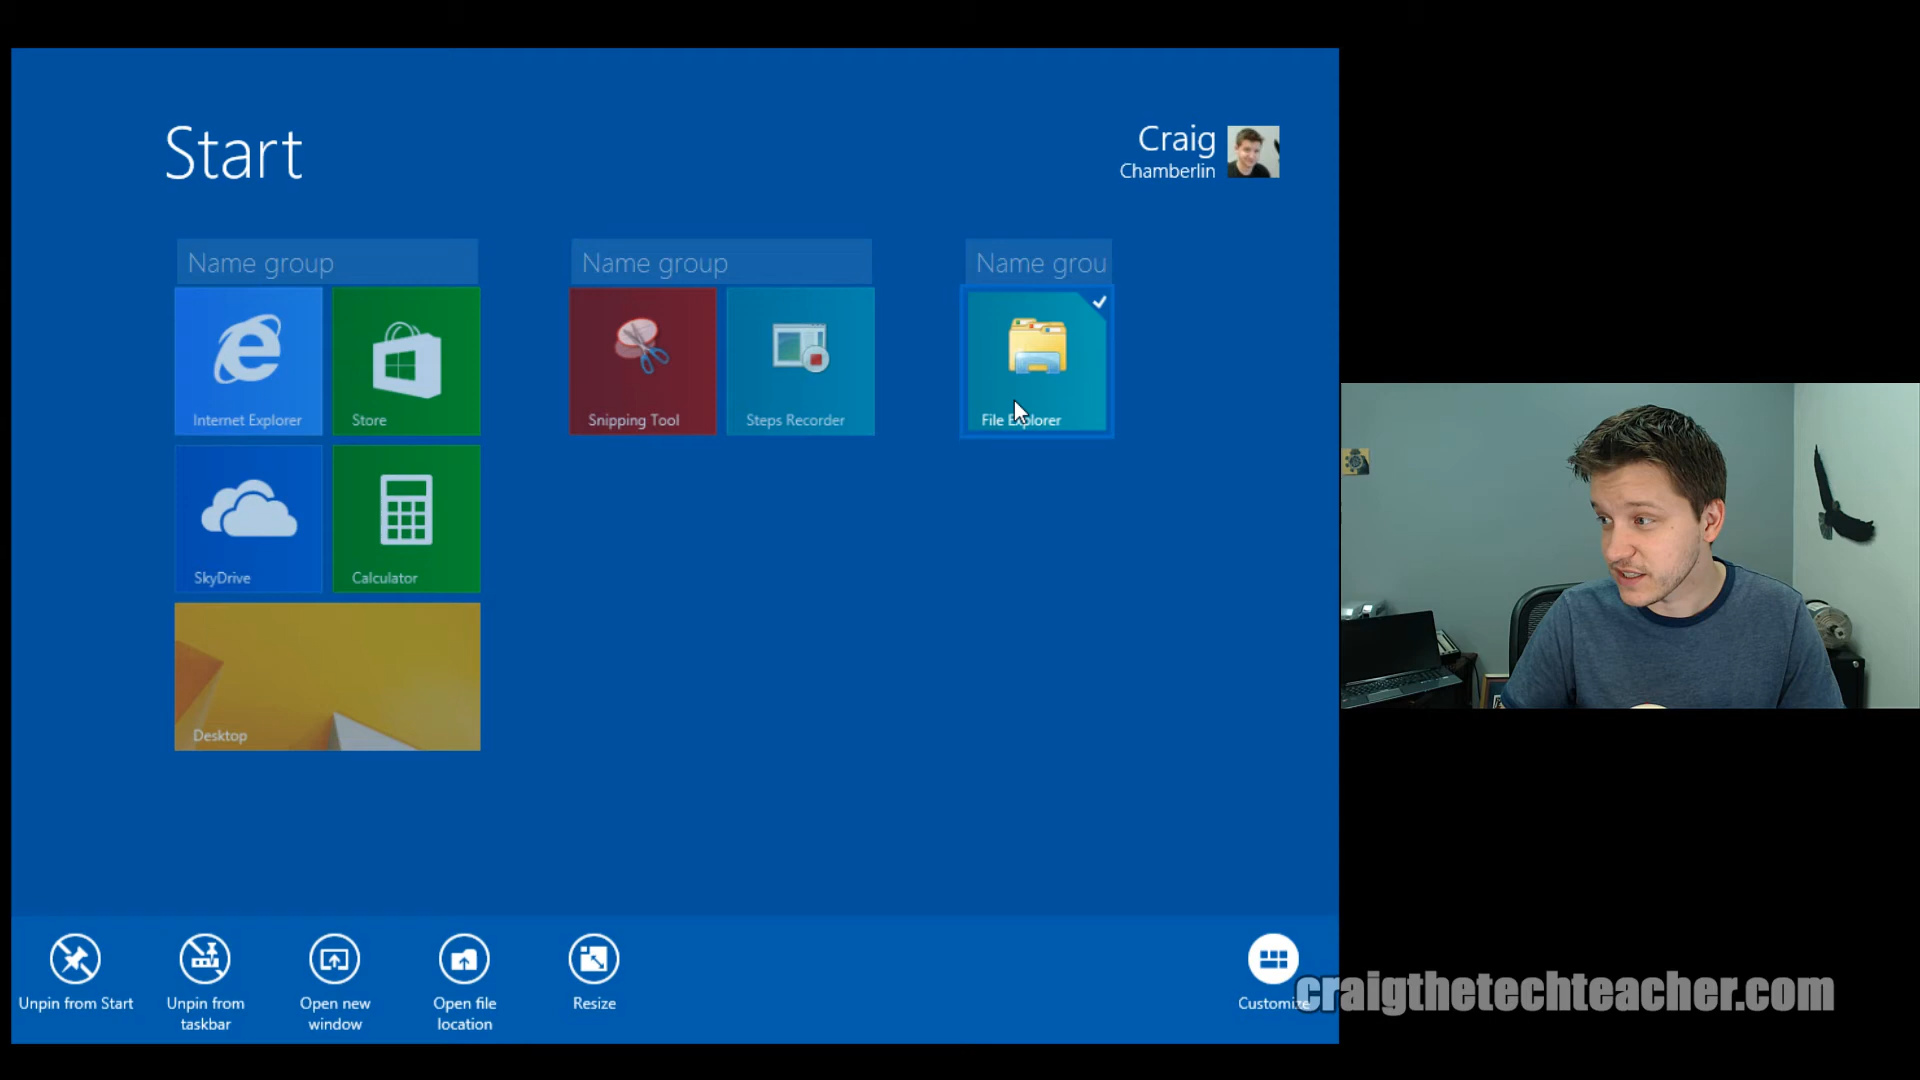 Start
Craig
Chamberlin
Name group
Name group
Name grou
Internet Explorer
Store
Snipping Tool
Steps Recorder
File Explorer
SkyDrive
Calculator
Desktop
Unpin from Start
Unpin from
taskbar
Open new
window
Open file
location
Resize
Customize
craigthetechteacher.com